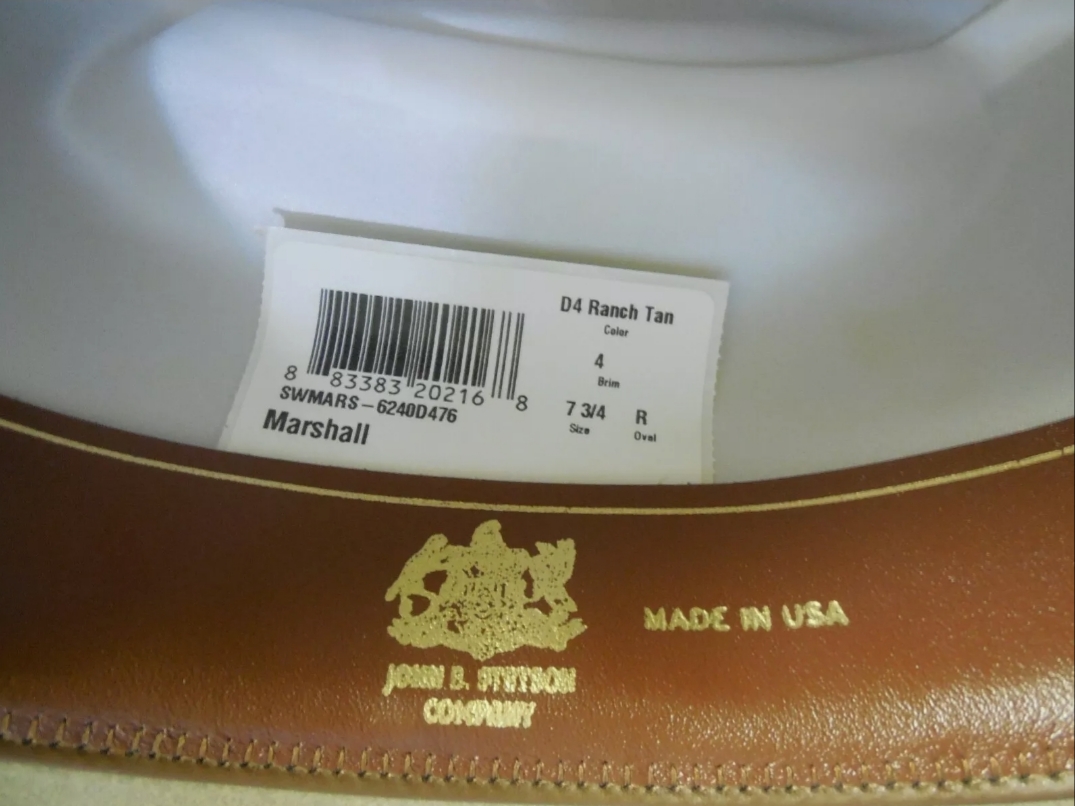 D4 Ranch Tan
Color
4
Brim
7 3/4 R
Size Oval
8 83383 20216 8
SWMARS-6240D476
Marshall
JOHN B. STETSON
COMPANY
MADE IN USA